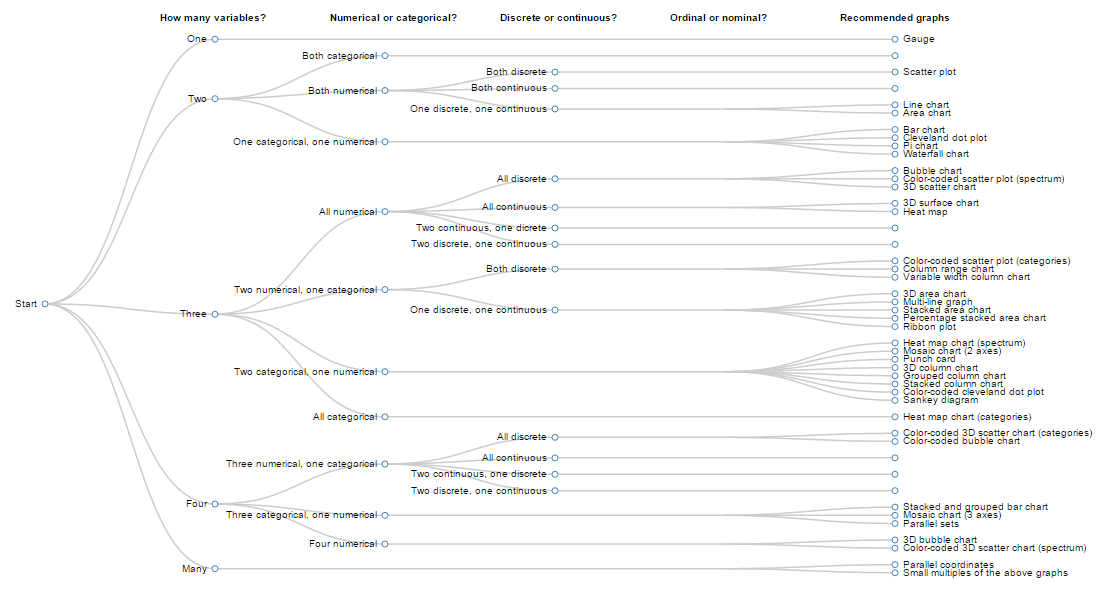 How many variables? Numerical or categorical? Discrete or continuous? Ordinal or nominal? Recommended graphs
One Gauge
Both categorical
Both discrete Scatter plot
Both numerical Both continuous
Two Line chart
One discrete, one continuous Area chart
Bar chart
Cleveland dot plot
One categorical, one numerical
Pi chart
Waterfall chart
Bubble chart
All discrete Color-coded scatter plot (spectrum)
3D scatter chart
3D surface chart
All continuous
All numerical Heat map
Two continuous, one dicrete
Two discrete, one continuous
Color-coded scatter plot (categories)
Both discrete Column range chart
Variable width column chart
Two numerical, one categorical
3D area chart
Start Multi-line graph
One discrete, one continuous Stacked area chart
Three Percentage stacked area chart
Ribbon plot
Heat map chart (spectrum)
Mosaic chart (2 axes)
Punch card
3D column chart
Two categorical, one numerical
Grouped column chart
Stacked column chart
Color-coded cleveland dot plot
Sankey diagram
All categorical Heat map chart (categories)
Color-coded 3D scatter chart (categories)
All discrete
Color-coded bubble chart
All continuous
Three numerical, one categorical
Two continuous, one discrete
Two discrete, one continuous
Four Stacked and grouped bar chart
Three categorical, one numerical Mosaic chart (3 axes)
Parallel sets
3D bubble chart
Four numerical
Color-coded 3D scatter chart (spectrum)
Parallel coordinates
Many
Small multiples of the above graphs